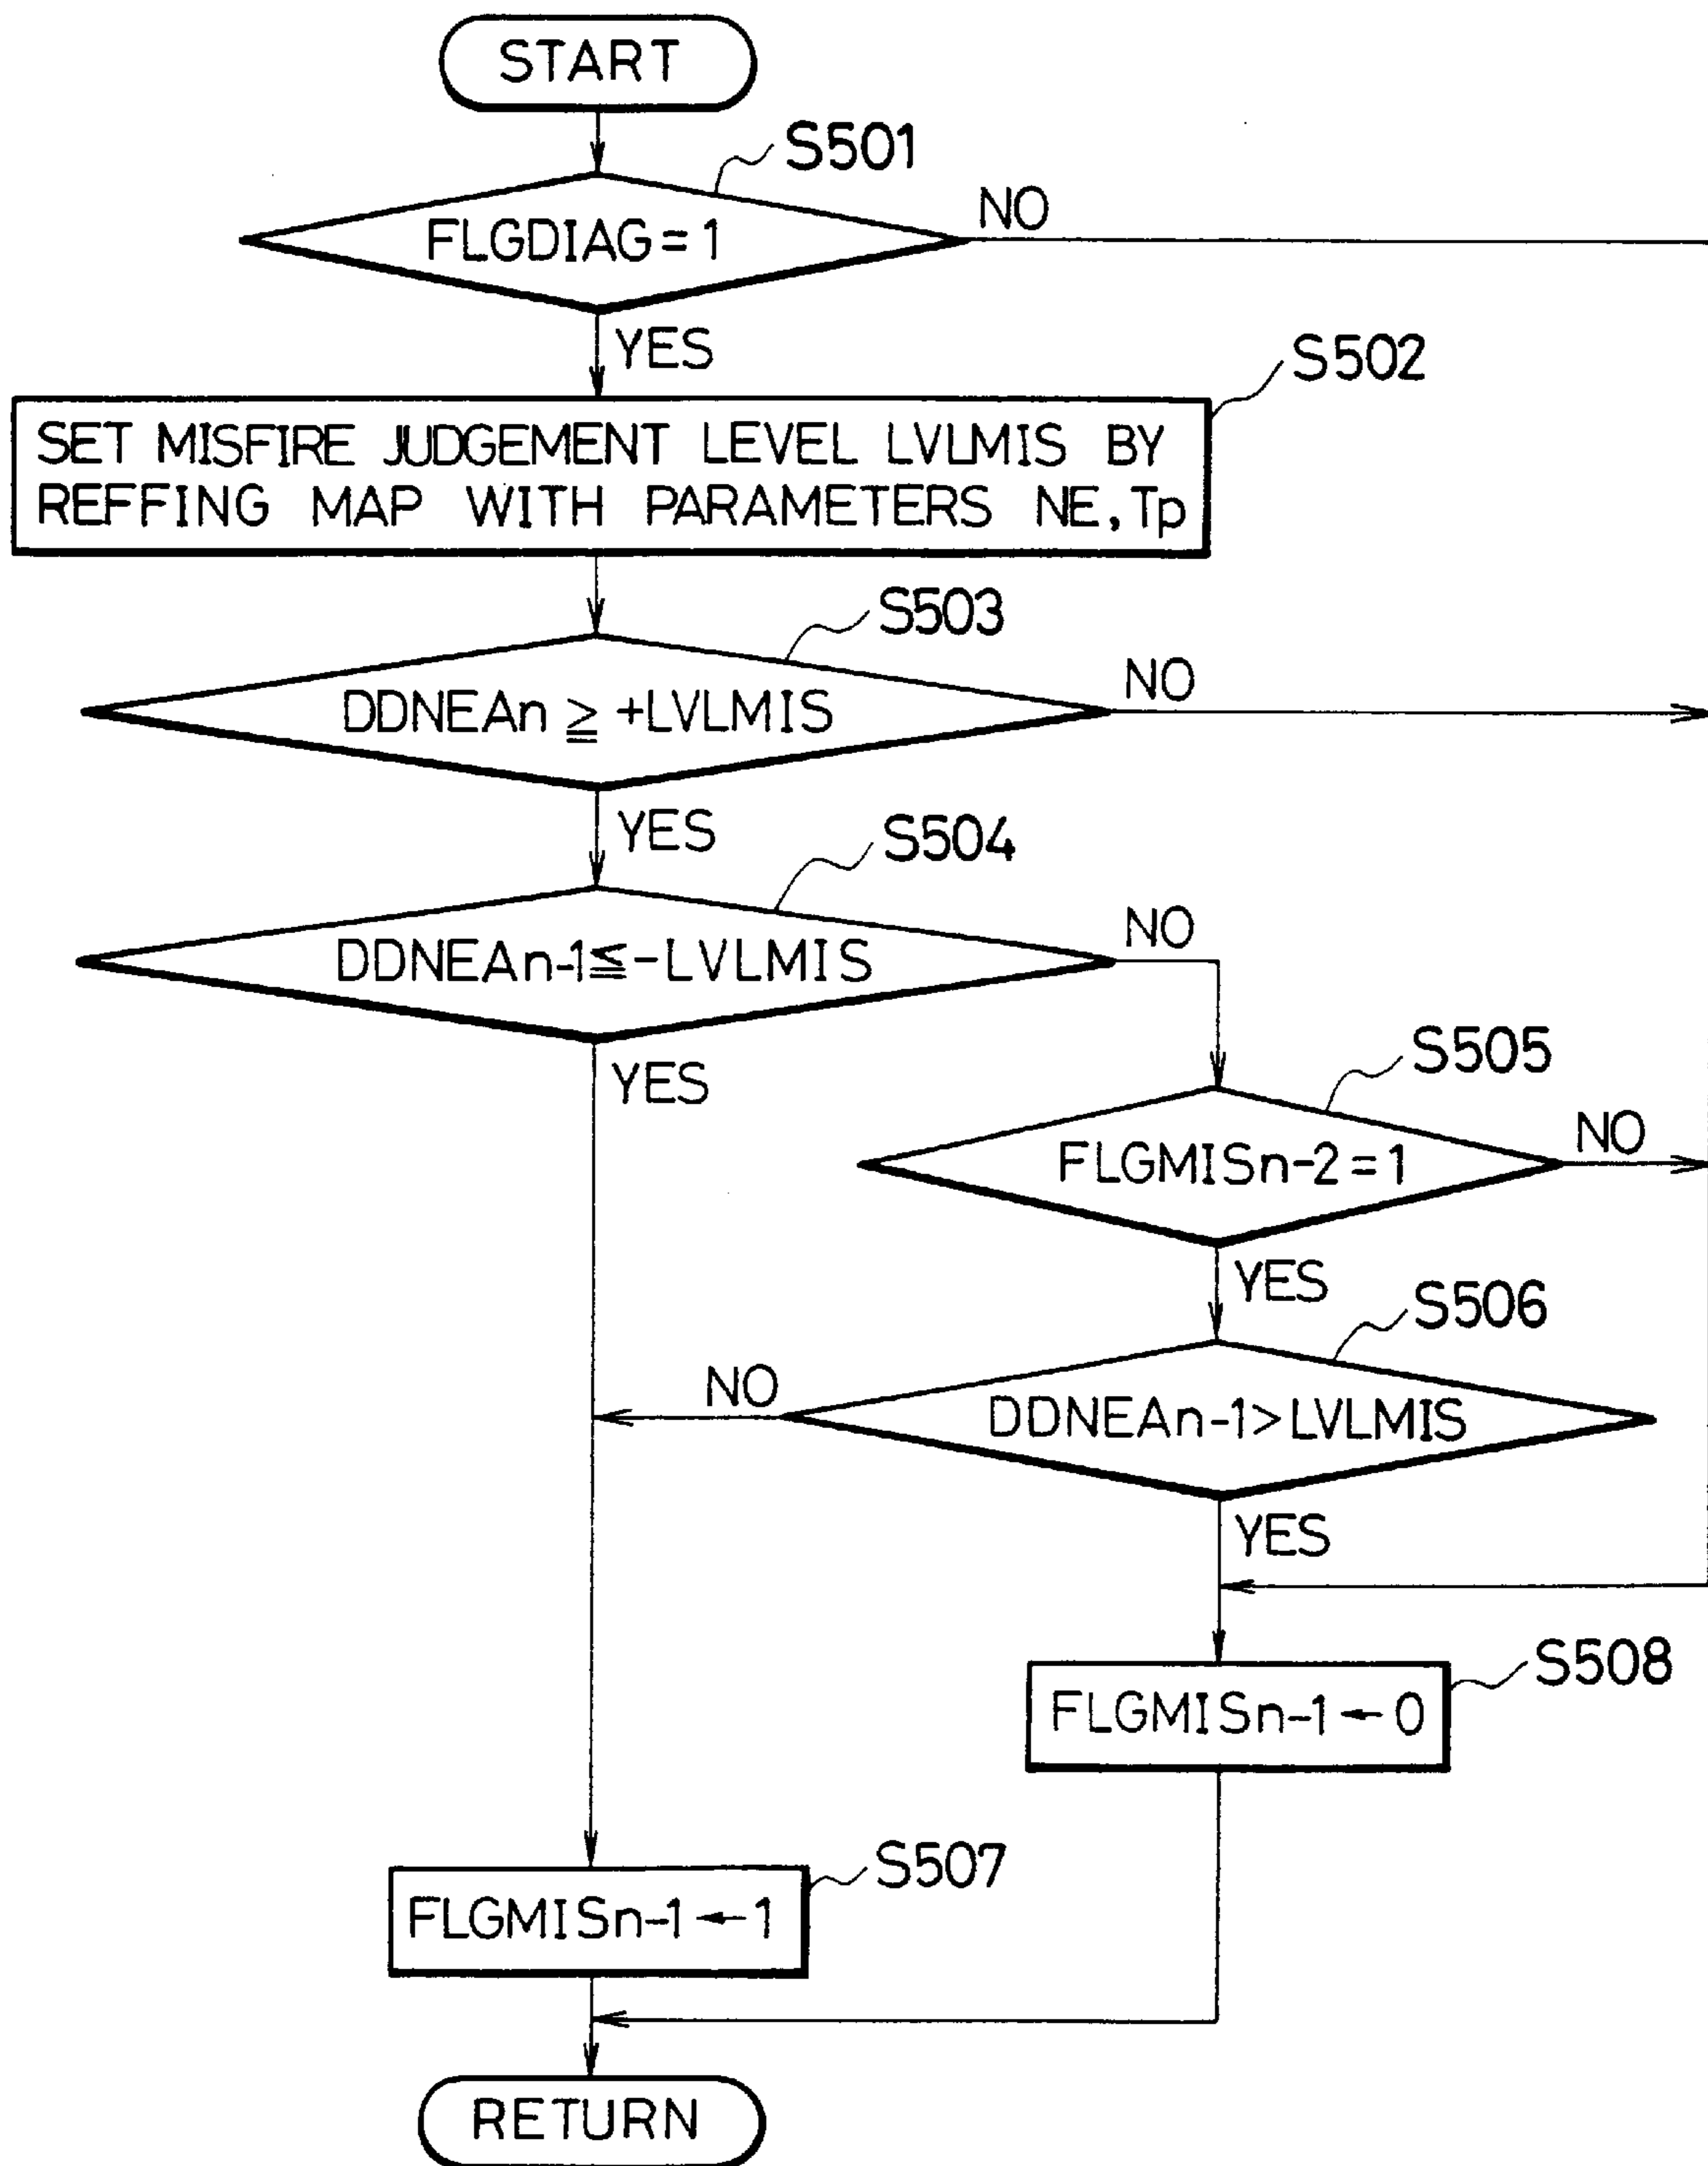 START
S501
FLGDIAG = 1
NO
YES
S502
SET MISFIRE JUDGEMENT LEVEL LVLMIS BY
REFFING MAP WITH PARAMETERS NE, Tp
S503
DDNEAn ≧ +LVLMIS
NO
YES
S504
DDNEAn-1≦-LVLMIS
NO
YES
S505
FLGMISn-2 = 1
NO
YES
S506
DDNEAn-1>LVLMIS
NO
YES
S508
FLGMISn-1 ← 0
S507
FLGMISn-1 ← 1
RETURN